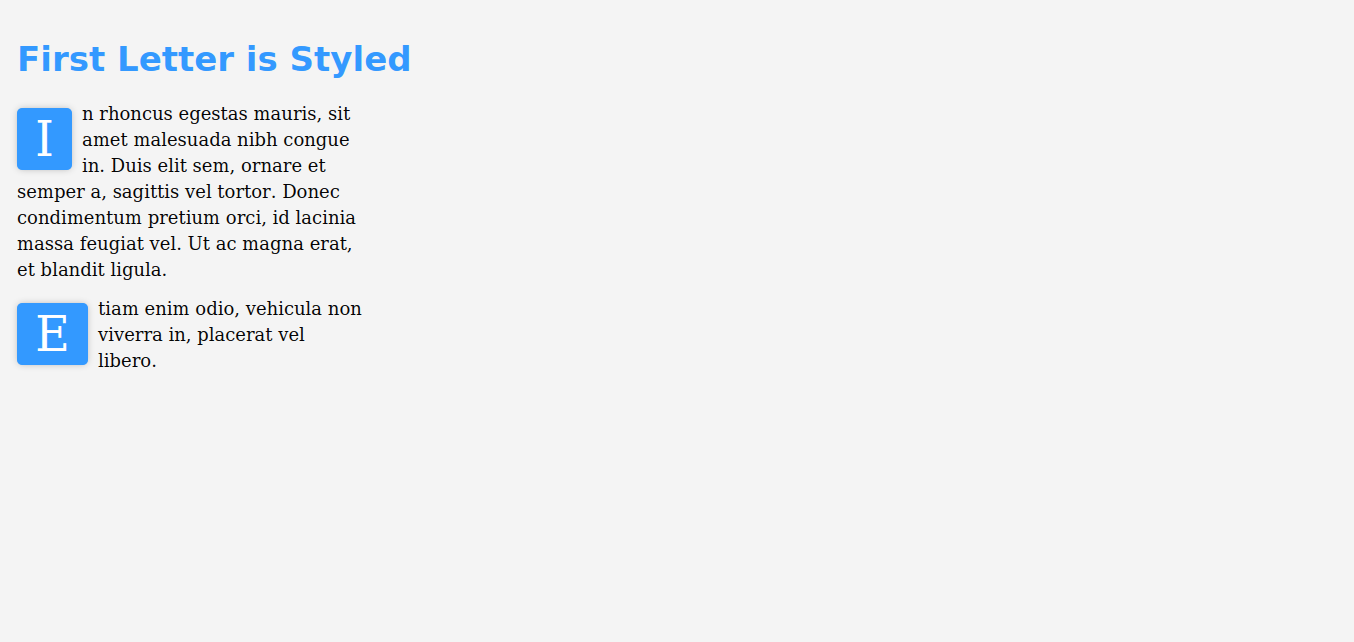 First Letter is Styled
In rhoncus egestas mauris, sit
amet malesuada nibh congue
in. Duis elit sem, ornare et
semper a, sagittis vel tortor. Donec
condimentum pretium orci, id lacinia
massa feugiat vel. Ut ac magna erat,
et blandit ligula.
Etiam enim odio, vehicula non
viverra in, placerat vel
libero.